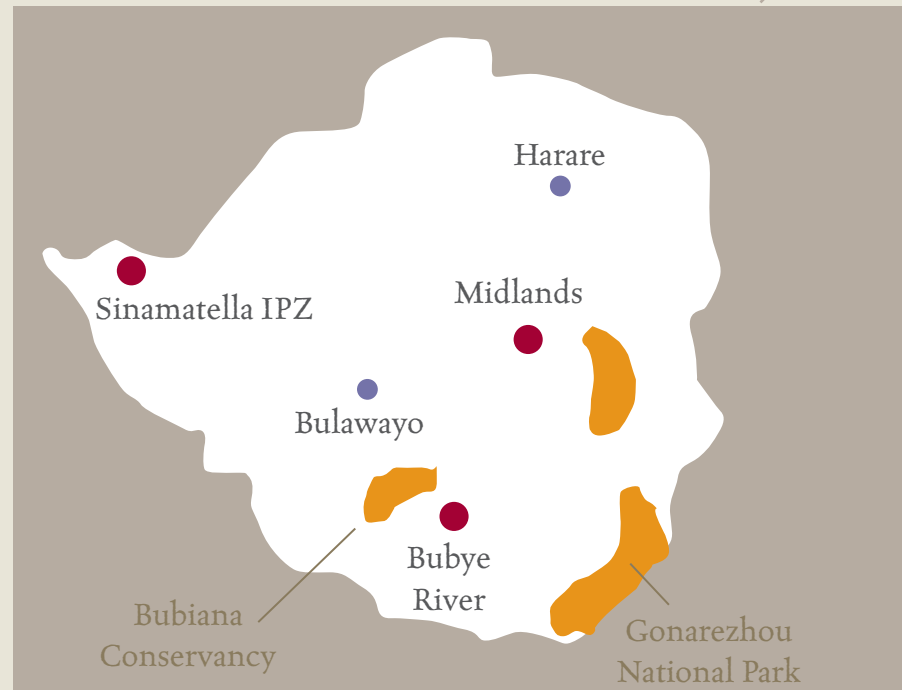 Harare
Midlands
Sinamatella IPZ
Bulawayo
Bubye
River
Bubiana
Conservancy
Gonarezhou
National Park